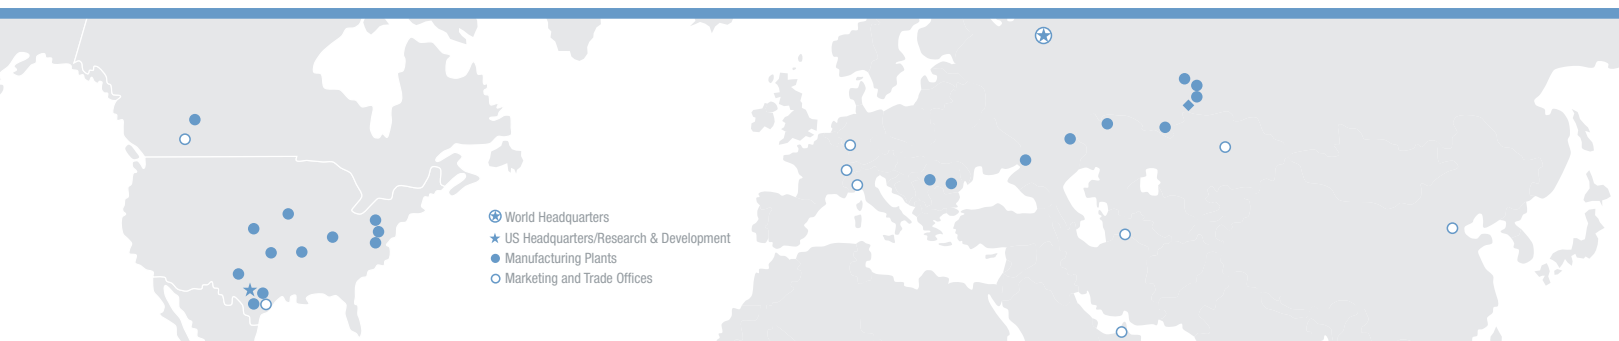 World Headquarters
US Headquarters/Research & Development
Manufacturing Plants
Marketing and Trade Offices